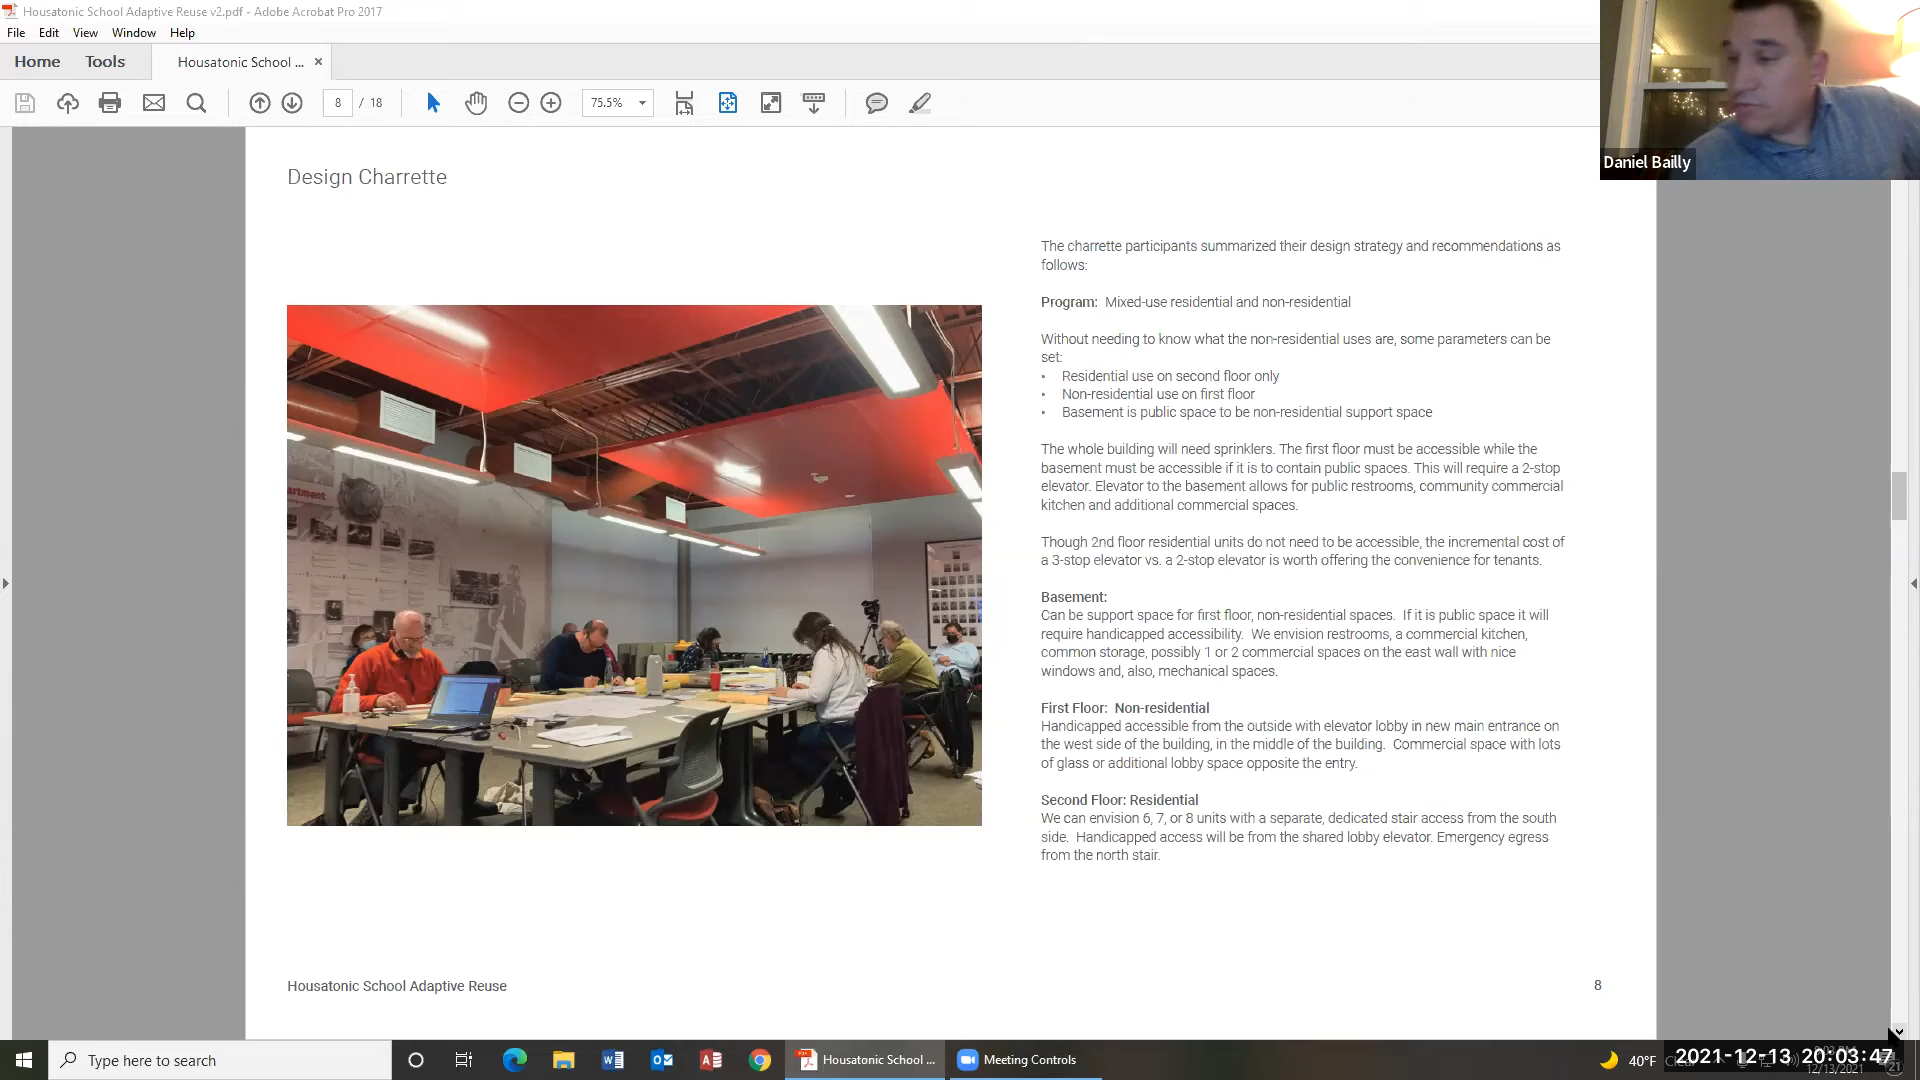 Housatonic School Adaptive Reuse v2.pdf - Adobe Acrobat Pro 2017
File Edit View Window Help
Home Tools Housatonic School ... ×
8 / 18 75.5%
Daniel Bailly
Design Charrette
The charrette participants summarized their design strategy and recommendations as
follows:
Program: Mixed-use residential and non-residential
Without needing to know what the non-residential uses are, some parameters can be
set:
• Residential use on second floor only
• Non-residential use on first floor
• Basement is public space to be non-residential support space
The whole building will need sprinklers. The first floor must be accessible while the
basement must be accessible if it is to contain public spaces. This will require a 2-stop
elevator. Elevator to the basement allows for public restrooms, community commercial
kitchen and additional commercial spaces.
Though 2nd floor residential units do not need to be accessible, the incremental cost of
a 3-stop elevator vs. a 2-stop elevator is worth offering the convenience for tenants.
Basement:
Can be support space for first floor, non-residential spaces. If it is public space it will
require handicapped accessibility. We envision restrooms, a commercial kitchen,
common storage, possibly 1 or 2 commercial spaces on the east wall with nice
windows and, also, mechanical spaces.
First Floor: Non-residential
Handicapped accessible from the outside with elevator lobby in new main entrance on
the west side of the building, in the middle of the building. Commercial space with lots
of glass or additional lobby space opposite the entry.
Second Floor: Residential
We can envision 6, 7, or 8 units with a separate, dedicated stair access from the south
side. Handicapped access will be from the shared lobby elevator. Emergency egress
from the north stair.
Housatonic School Adaptive Reuse 8
Type here to search Housatonic School ... Meeting Controls 40°F Clear
2021-12-13 20:03:47
12/13/2021